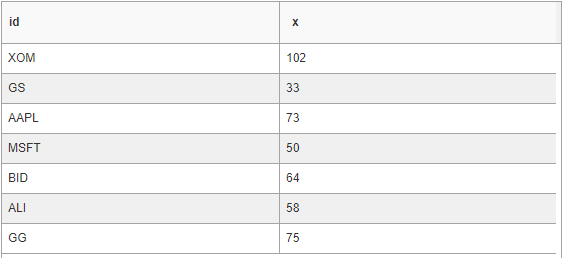 id x
XOM 102
GS 33
AAPL 73
MSFT 50
BID 64
ALI 58
GG 75